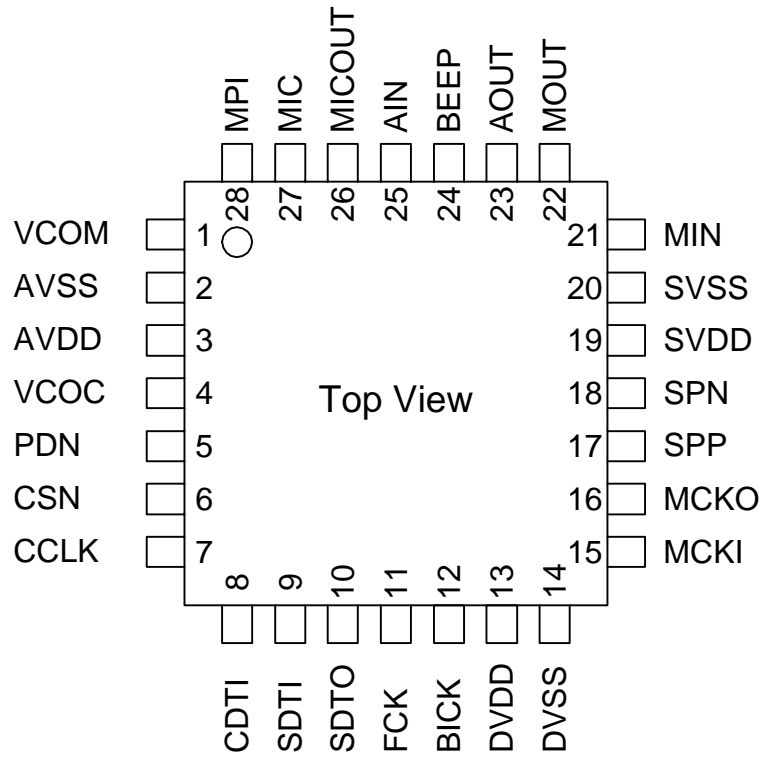 MPI MIC MICOUT AIN BEEP AOUT MOUT
28 27 26 25 24 23 22
VCOM 1 21 MIN
AVSS 2 20 SVSS
AVDD 3 19 SVDD
VCOC 4 Top View 18 SPN
PDN 5 17 SPP
CSN 6 16 MCKO
CCLK 7 15 MCKI
8 9 10 11 12 13 14
CDTI SDTI SDTO FCK BICK DVDD DVSS